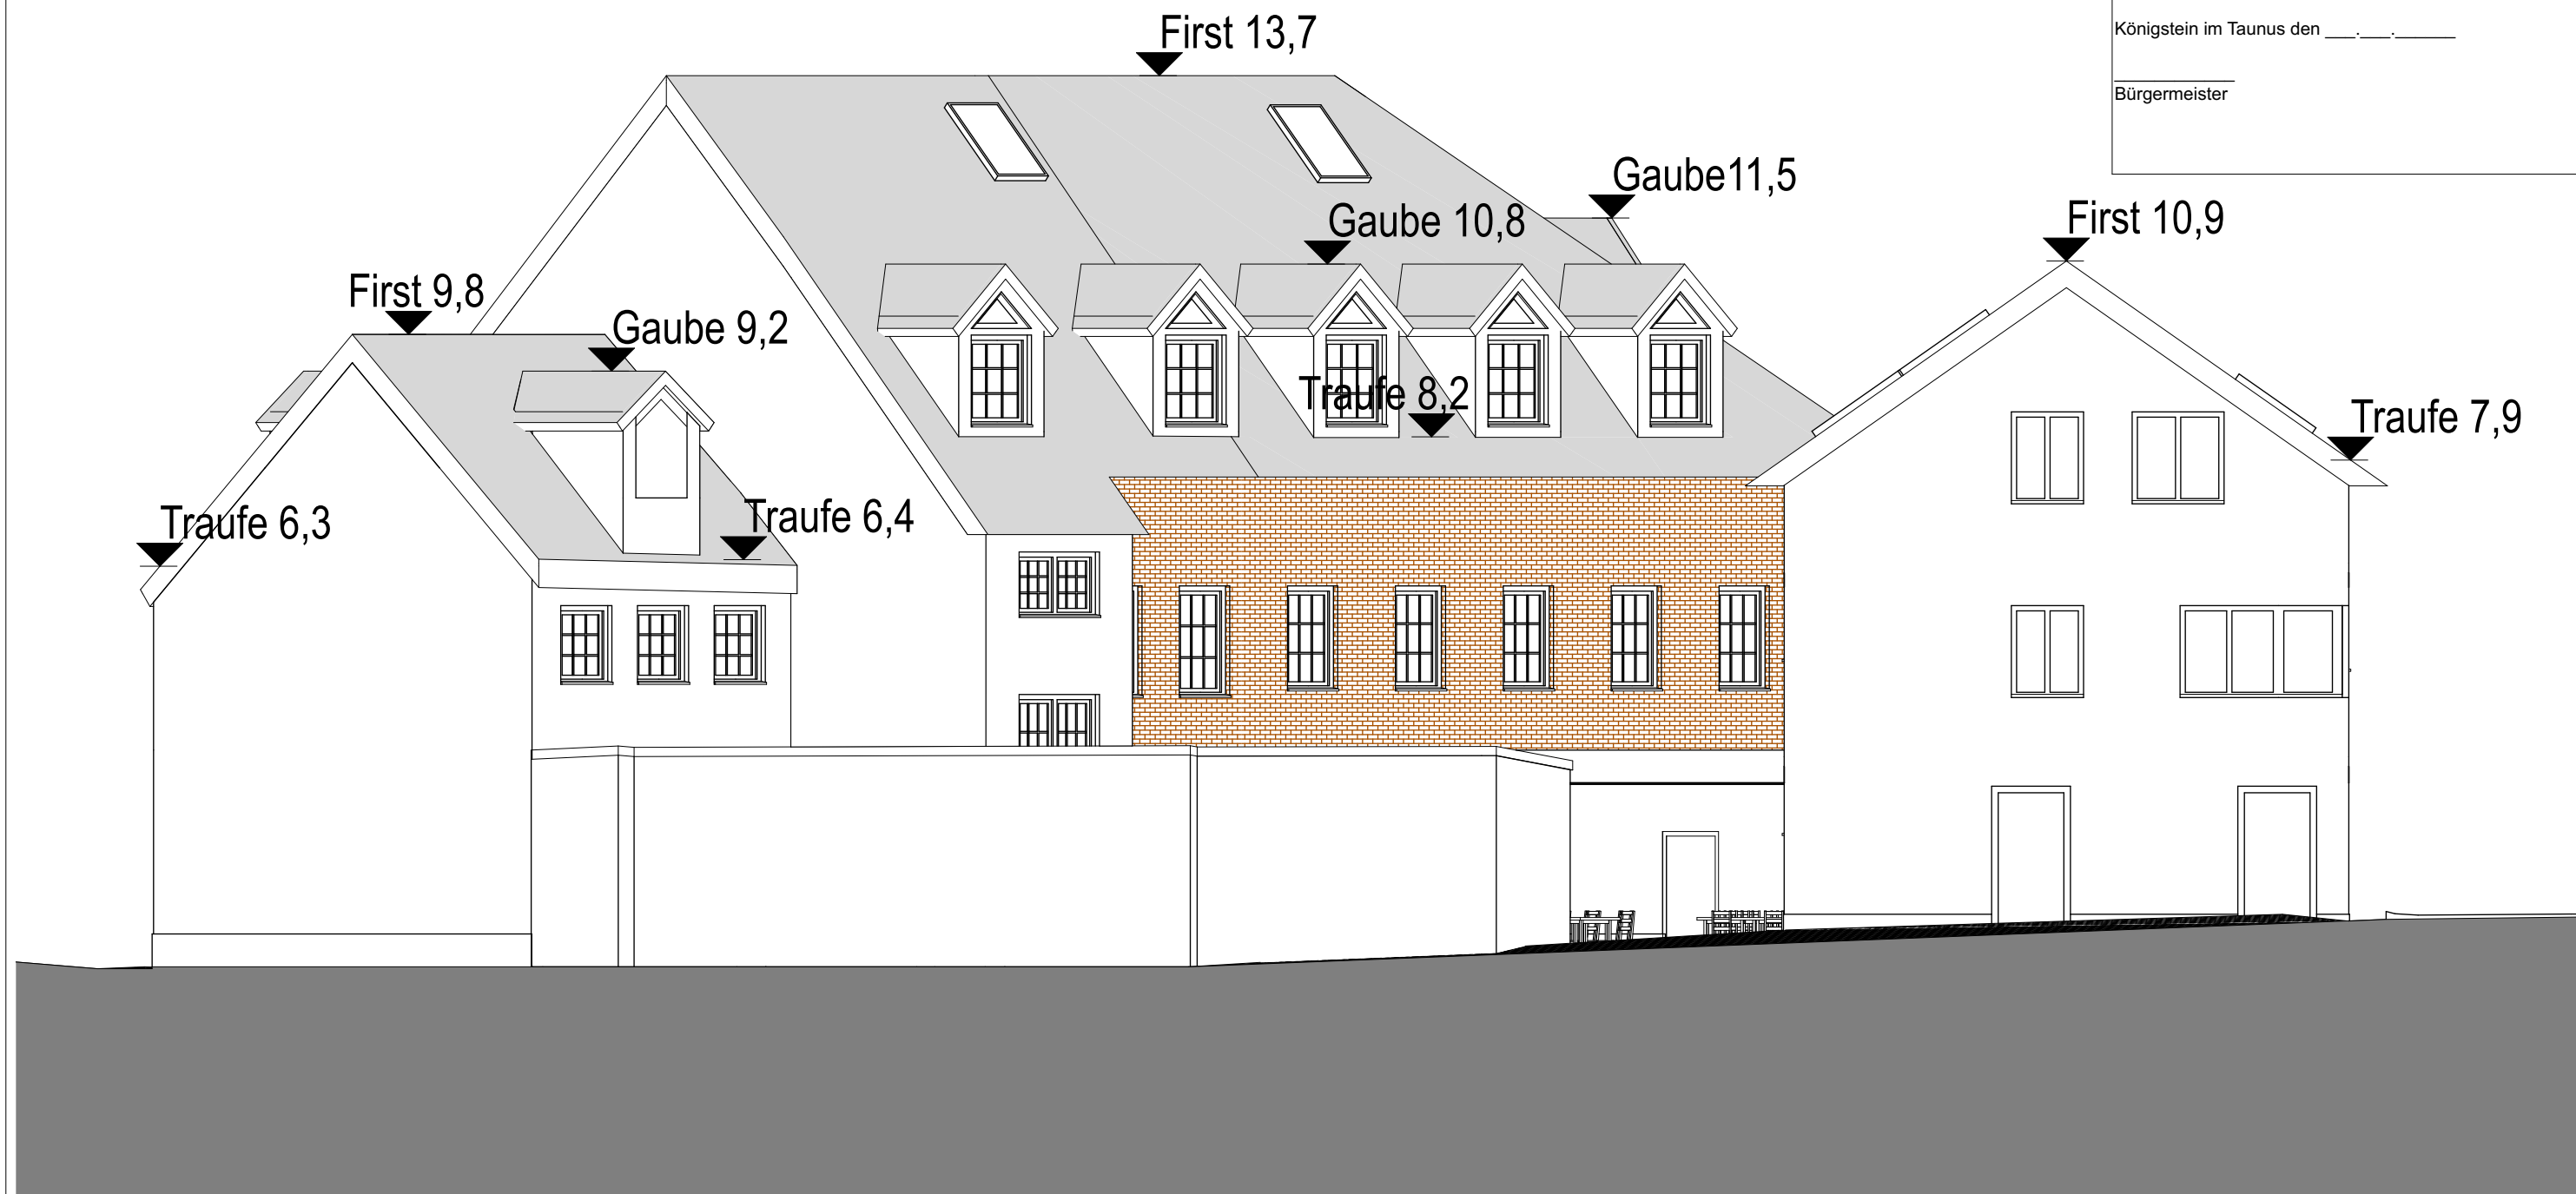 First 13,7
Königstein im Taunus den ___.___.______
____________
Bürgermeister
Gaube11,5
Gaube 10,8
First 10,9
First 9,8
Gaube 9,2
Traufe 8,2
Traufe 7,9
Traufe 6,3
Traufe 6,4